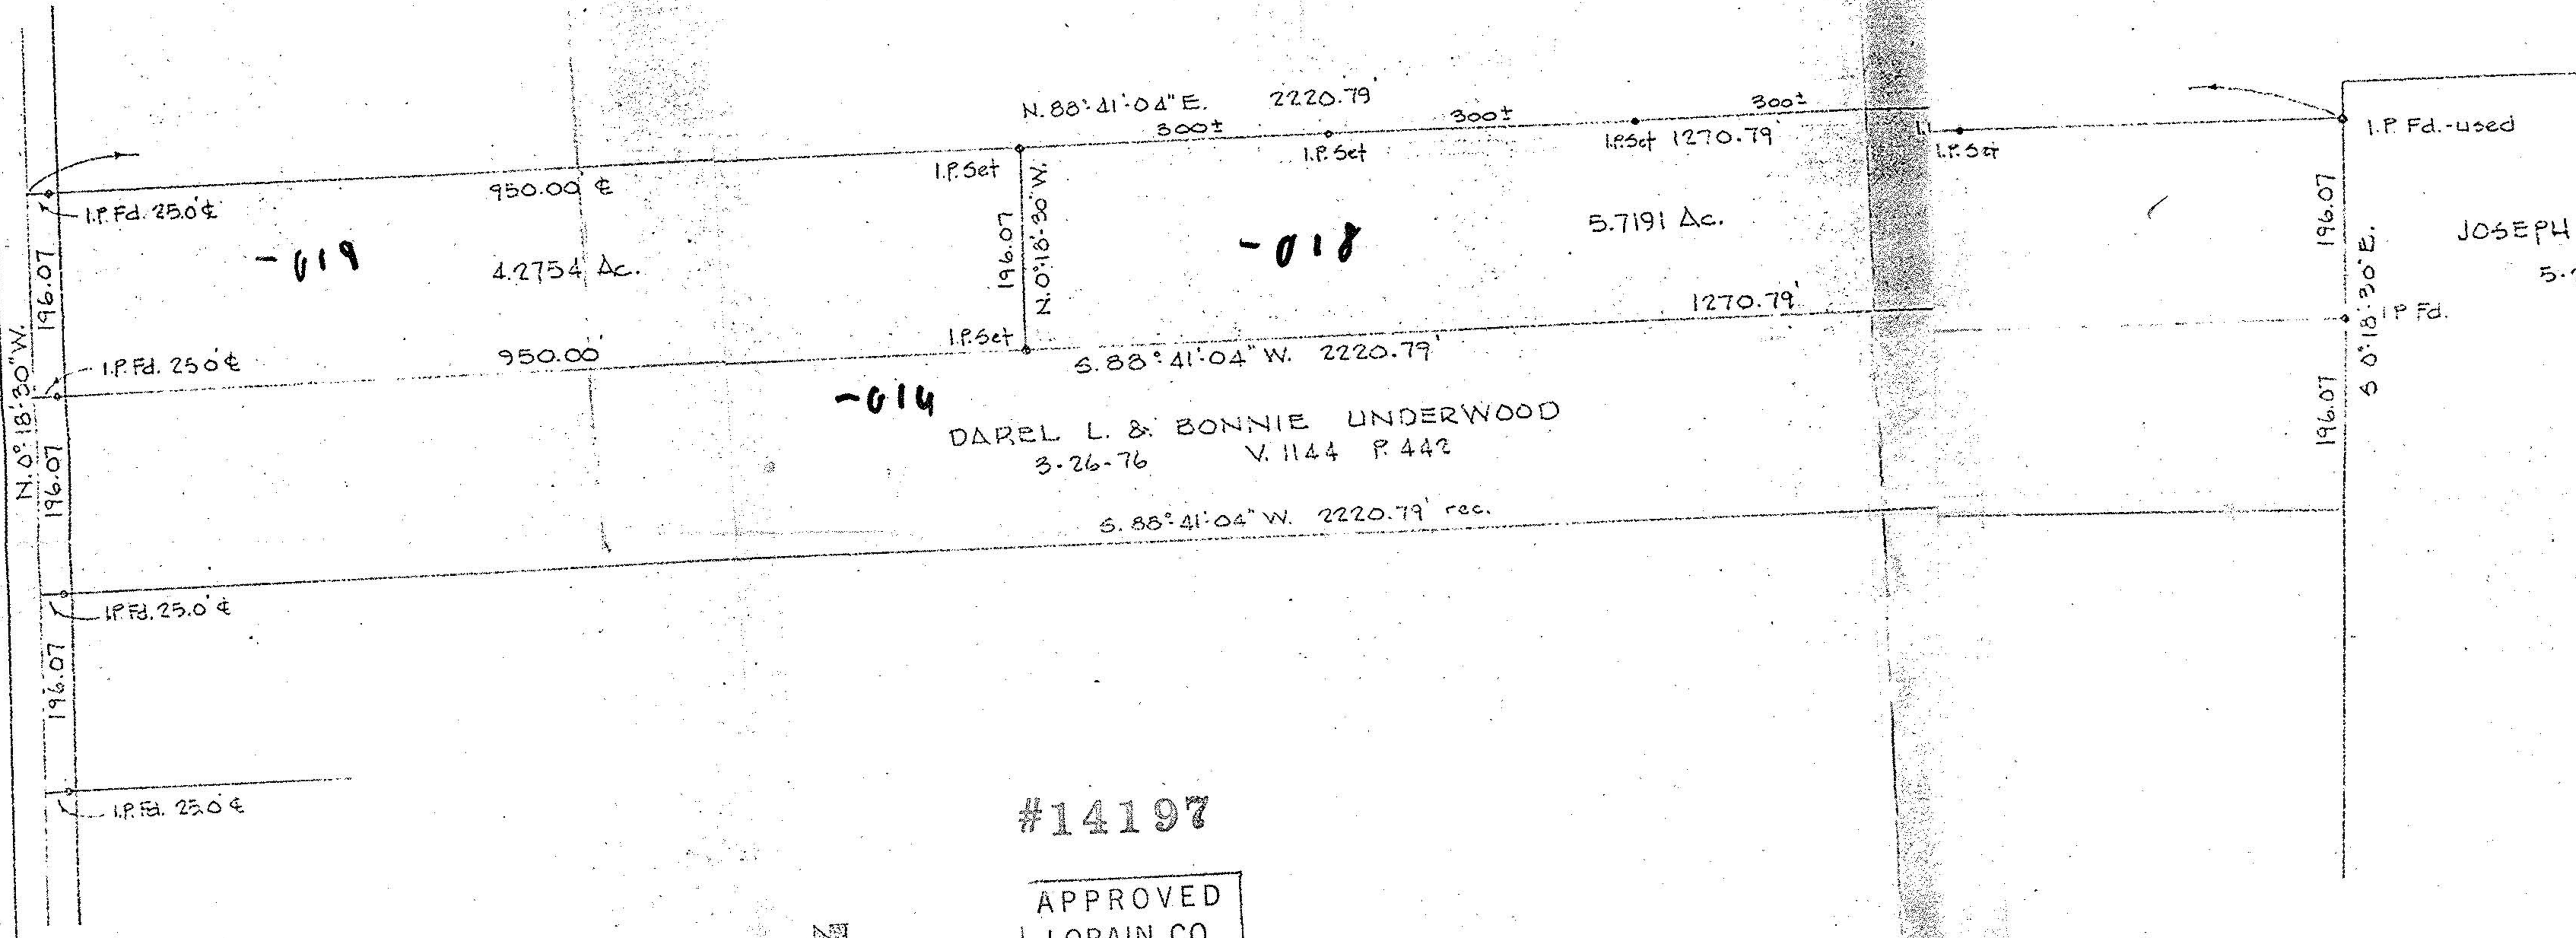 N. 88°-41'-04" E. 2220.79'
300±
300±
300±
I.P. Set
I.P. Set
I.P. Set 1270.79'
I.P. Set
I.P. Fd.-used
950.00 ℄
I.P. Fd. 25.0' ℄
196.07
-019
4.2754 Ac.
196.07
N.0°-18'-30" W.
-018
5.7191 Ac.
196.07
S 0°-18'-30" E.
JOSEPH
1270.79'
I.P. Fd. 25.0' ℄
950.00'
I.P. Set
S. 88°-41'-04" W. 2220.79'
I.P. Fd.
N. 0°-18'-30" W.
196.07
-014
196.07
DAREL L. & BONNIE UNDERWOOD
3-26-76 V. 1144 P. 442
S. 88°-41'-04" W. 2220.79' rec.
I.P. Fd. 25.0' ℄
196.07
I.P. Fd. 25.0' ℄
#14197
APPROVED
LORAIN CO.